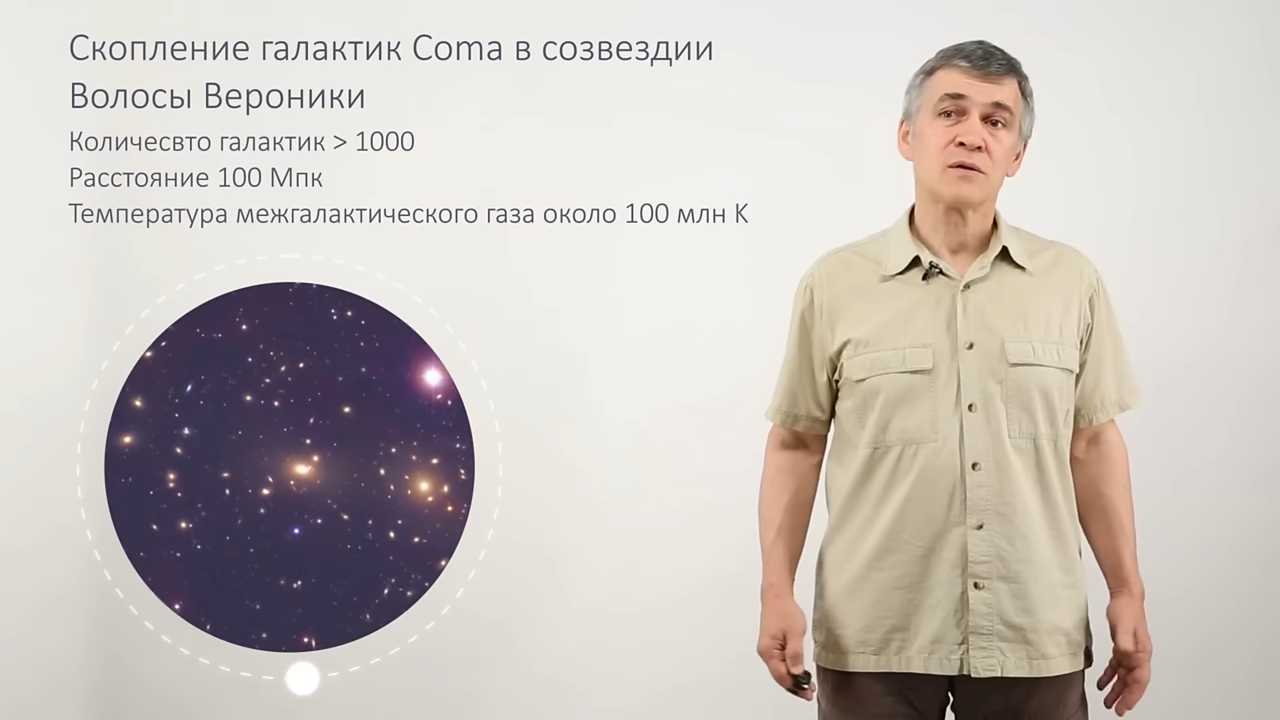 Скопление галактик Coma в созвездии
Волосы Вероники
Количесвто галактик > 1000
Расстояние 100 Мпк
Температура межгалактического газа около 100 млн K